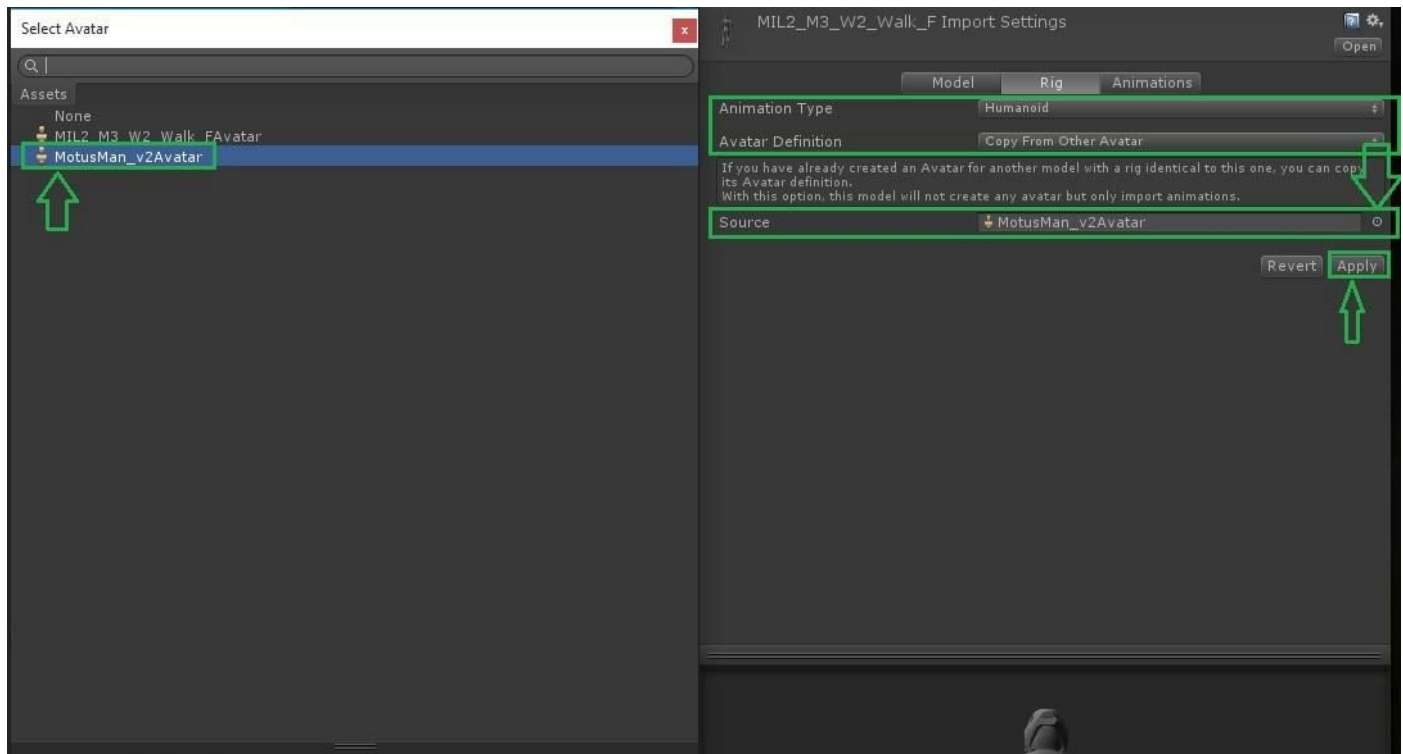 Select Avatar
x
Assets
None
MIL2_M3_W2_Walk_FAvatar
MotusMan_v2Avatar
MIL2_M3_W2_Walk_F Import Settings
Open
Model Rig Animations
Animation Type Humanoid
Avatar Definition Copy From Other Avatar
If you have already created an Avatar for another model with a rig identical to this one, you can copy
its Avatar definition.
With this option, this model will not create any avatar but only import animations.
Source MotusMan_v2Avatar
Revert Apply